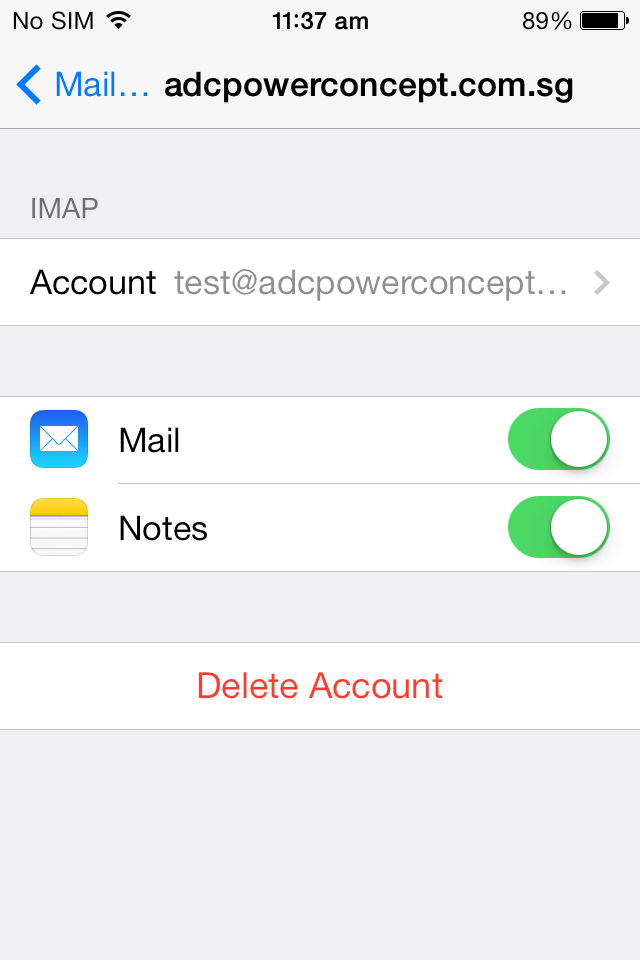 No SIM 11:37 am 89%
Mail… adcpowerconcept.com.sg
IMAP
Account test@adcpowerconcept…
Mail
Notes
Delete Account